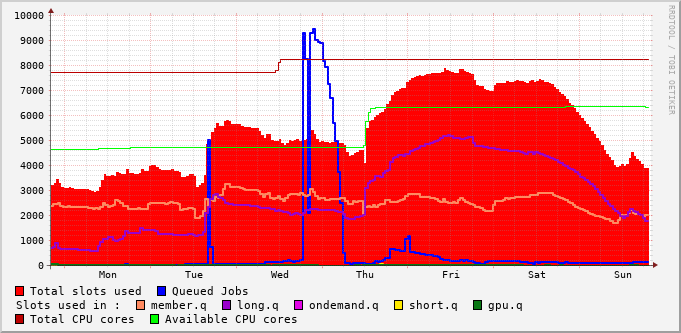 10000
9000
8000
7000
6000
5000
4000
3000
2000
1000
0
Mon Tue Wed Thu Fri Sat Sun
RRDTOOL / TOBI OETIKER
Total slots used Queued Jobs
Slots used in : member.q long.q ondemand.q short.q gpu.q
Total CPU cores Available CPU cores